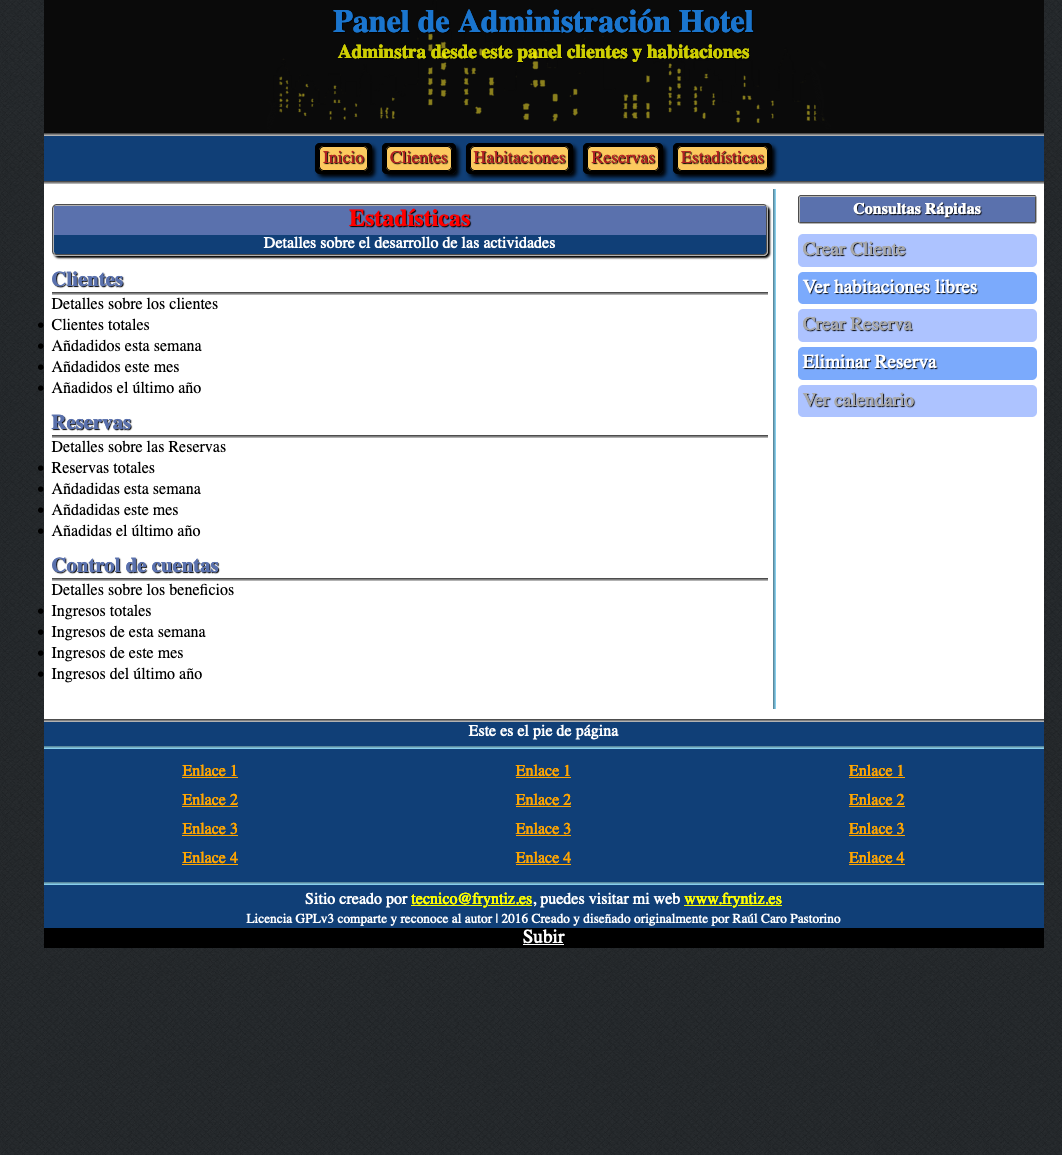 Panel de Administración Hotel
Adminstra desde este panel clientes y habitaciones
Inicio Clientes Habitaciones Reservas Estadísticas
Estadísticas
Detalles sobre el desarrollo de las actividades
Clientes
Detalles sobre los clientes
Clientes totales
Añdadidos esta semana
Añdadidos este mes
Añadidos el último año
Reservas
Detalles sobre las Reservas
Reservas totales
Añdadidas esta semana
Añdadidas este mes
Añadidas el último año
Control de cuentas
Detalles sobre los beneficios
Ingresos totales
Ingresos de esta semana
Ingresos de este mes
Ingresos del último año
Consultas Rápidas
Crear Cliente
Ver habitaciones libres
Crear Reserva
Eliminar Reserva
Ver calendario
Este es el pie de página
Enlace 1 Enlace 1 Enlace 1
Enlace 2 Enlace 2 Enlace 2
Enlace 3 Enlace 3 Enlace 3
Enlace 4 Enlace 4 Enlace 4
Sitio creado por tecnico@fryntiz.es, puedes visitar mi web www.fryntiz.es
Licencia GPLv3 comparte y reconoce al autor | 2016 Creado y diseñado originalmente por Raúl Caro Pastorino
Subir